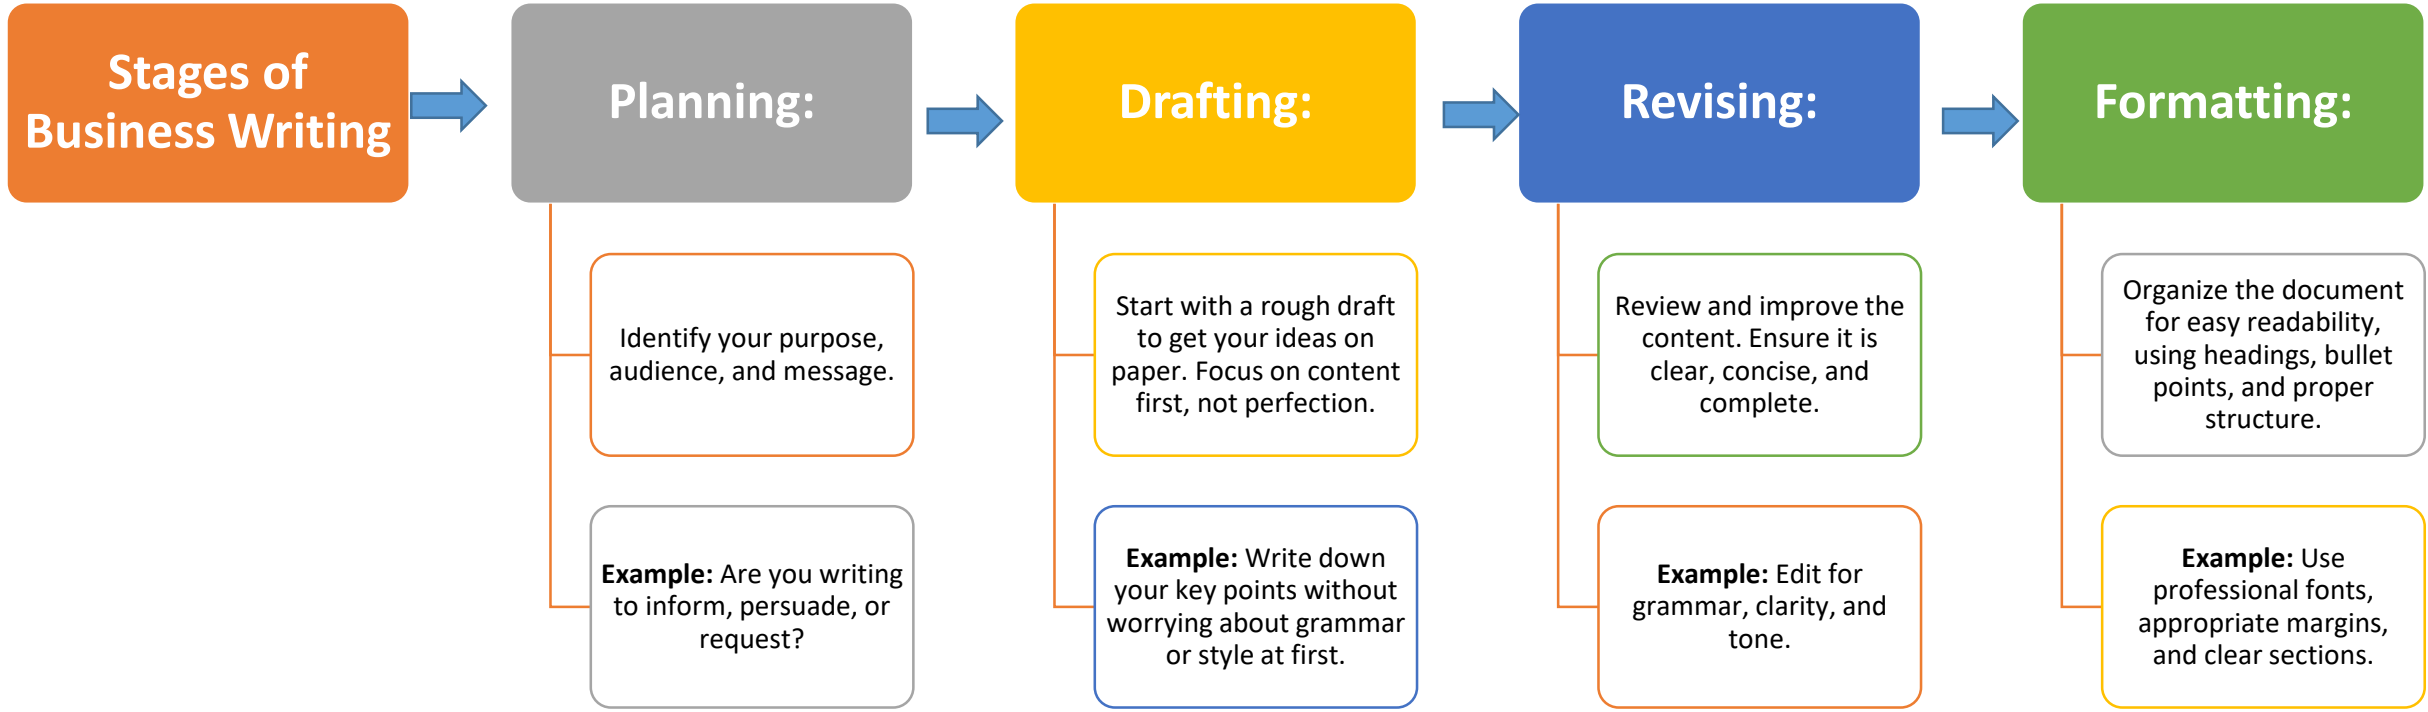 Stages of
Business Writing
Planning:
Identify your purpose,
audience, and message.
Example: Are you writing
to inform, persuade, or
request?
Drafting:
Start with a rough draft
to get your ideas on
paper. Focus on content
first, not perfection.
Example: Write down
your key points without
worrying about grammar
or style at first.
Revising:
Review and improve the
content. Ensure it is
clear, concise, and
complete.
Example: Edit for
grammar, clarity, and
tone.
Formatting:
Organize the document
for easy readability,
using headings, bullet
points, and proper
structure.
Example: Use
professional fonts,
appropriate margins,
and clear sections.